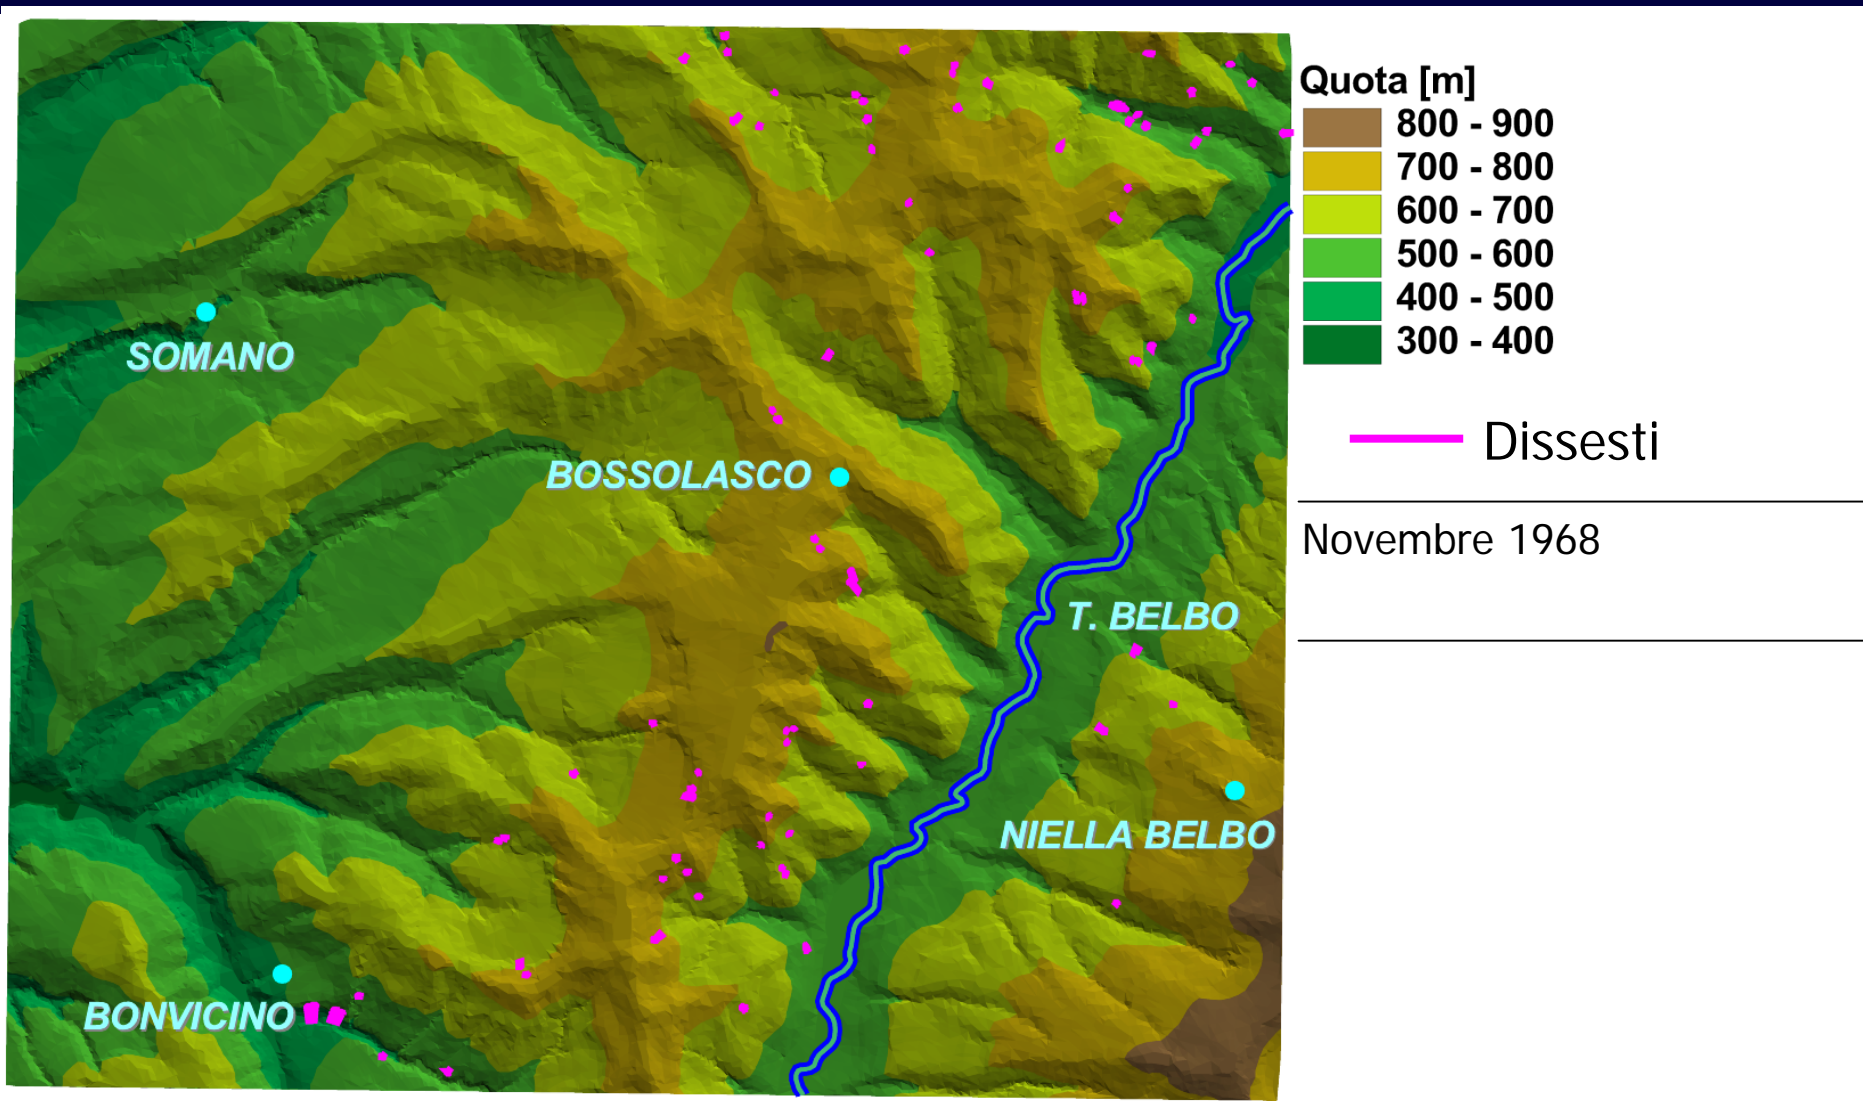 Quota [m]
800 - 900
700 - 800
600 - 700
500 - 600
400 - 500
300 - 400
Dissesti
Novembre 1968
SOMANO
BOSSOLASCO
T. BELBO
NIELLA BELBO
BONVICINO